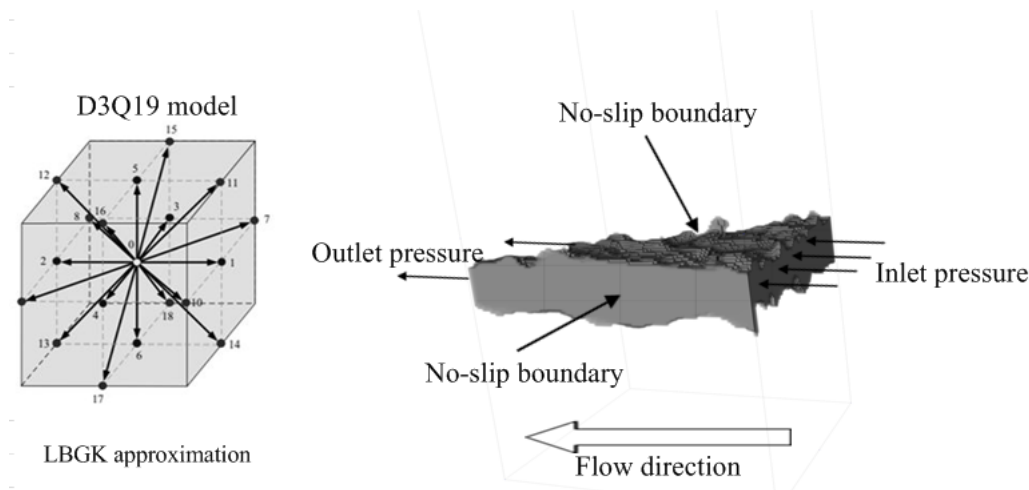 D3Q19 model
15
12
5
11
8
16
3
7
0
2
1
4
18
10
13
6
14
17
LBGK approximation
No-slip boundary
Outlet pressure
Inlet pressure
No-slip boundary
Flow direction